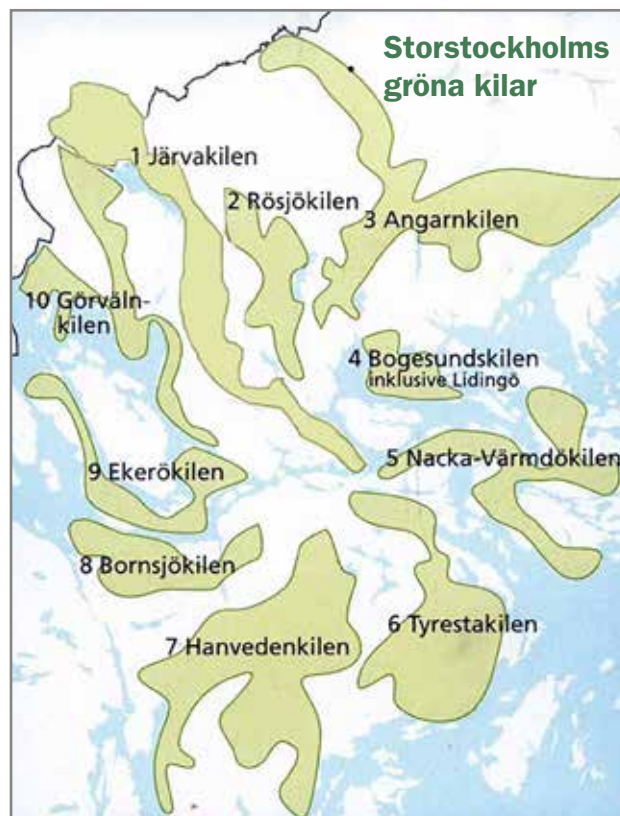 Storstockholms
gröna kilar
1 Järvakilen
2 Rösjökilen
3 Angarnkilen
10 Görväln-
kilen
4 Bogesundskilen
inklusive Lidingö
5 Nacka-Värmdökilen
9 Ekerökilen
8 Bornsjökilen
6 Tyrestakilen
7 Hanvedenkilen